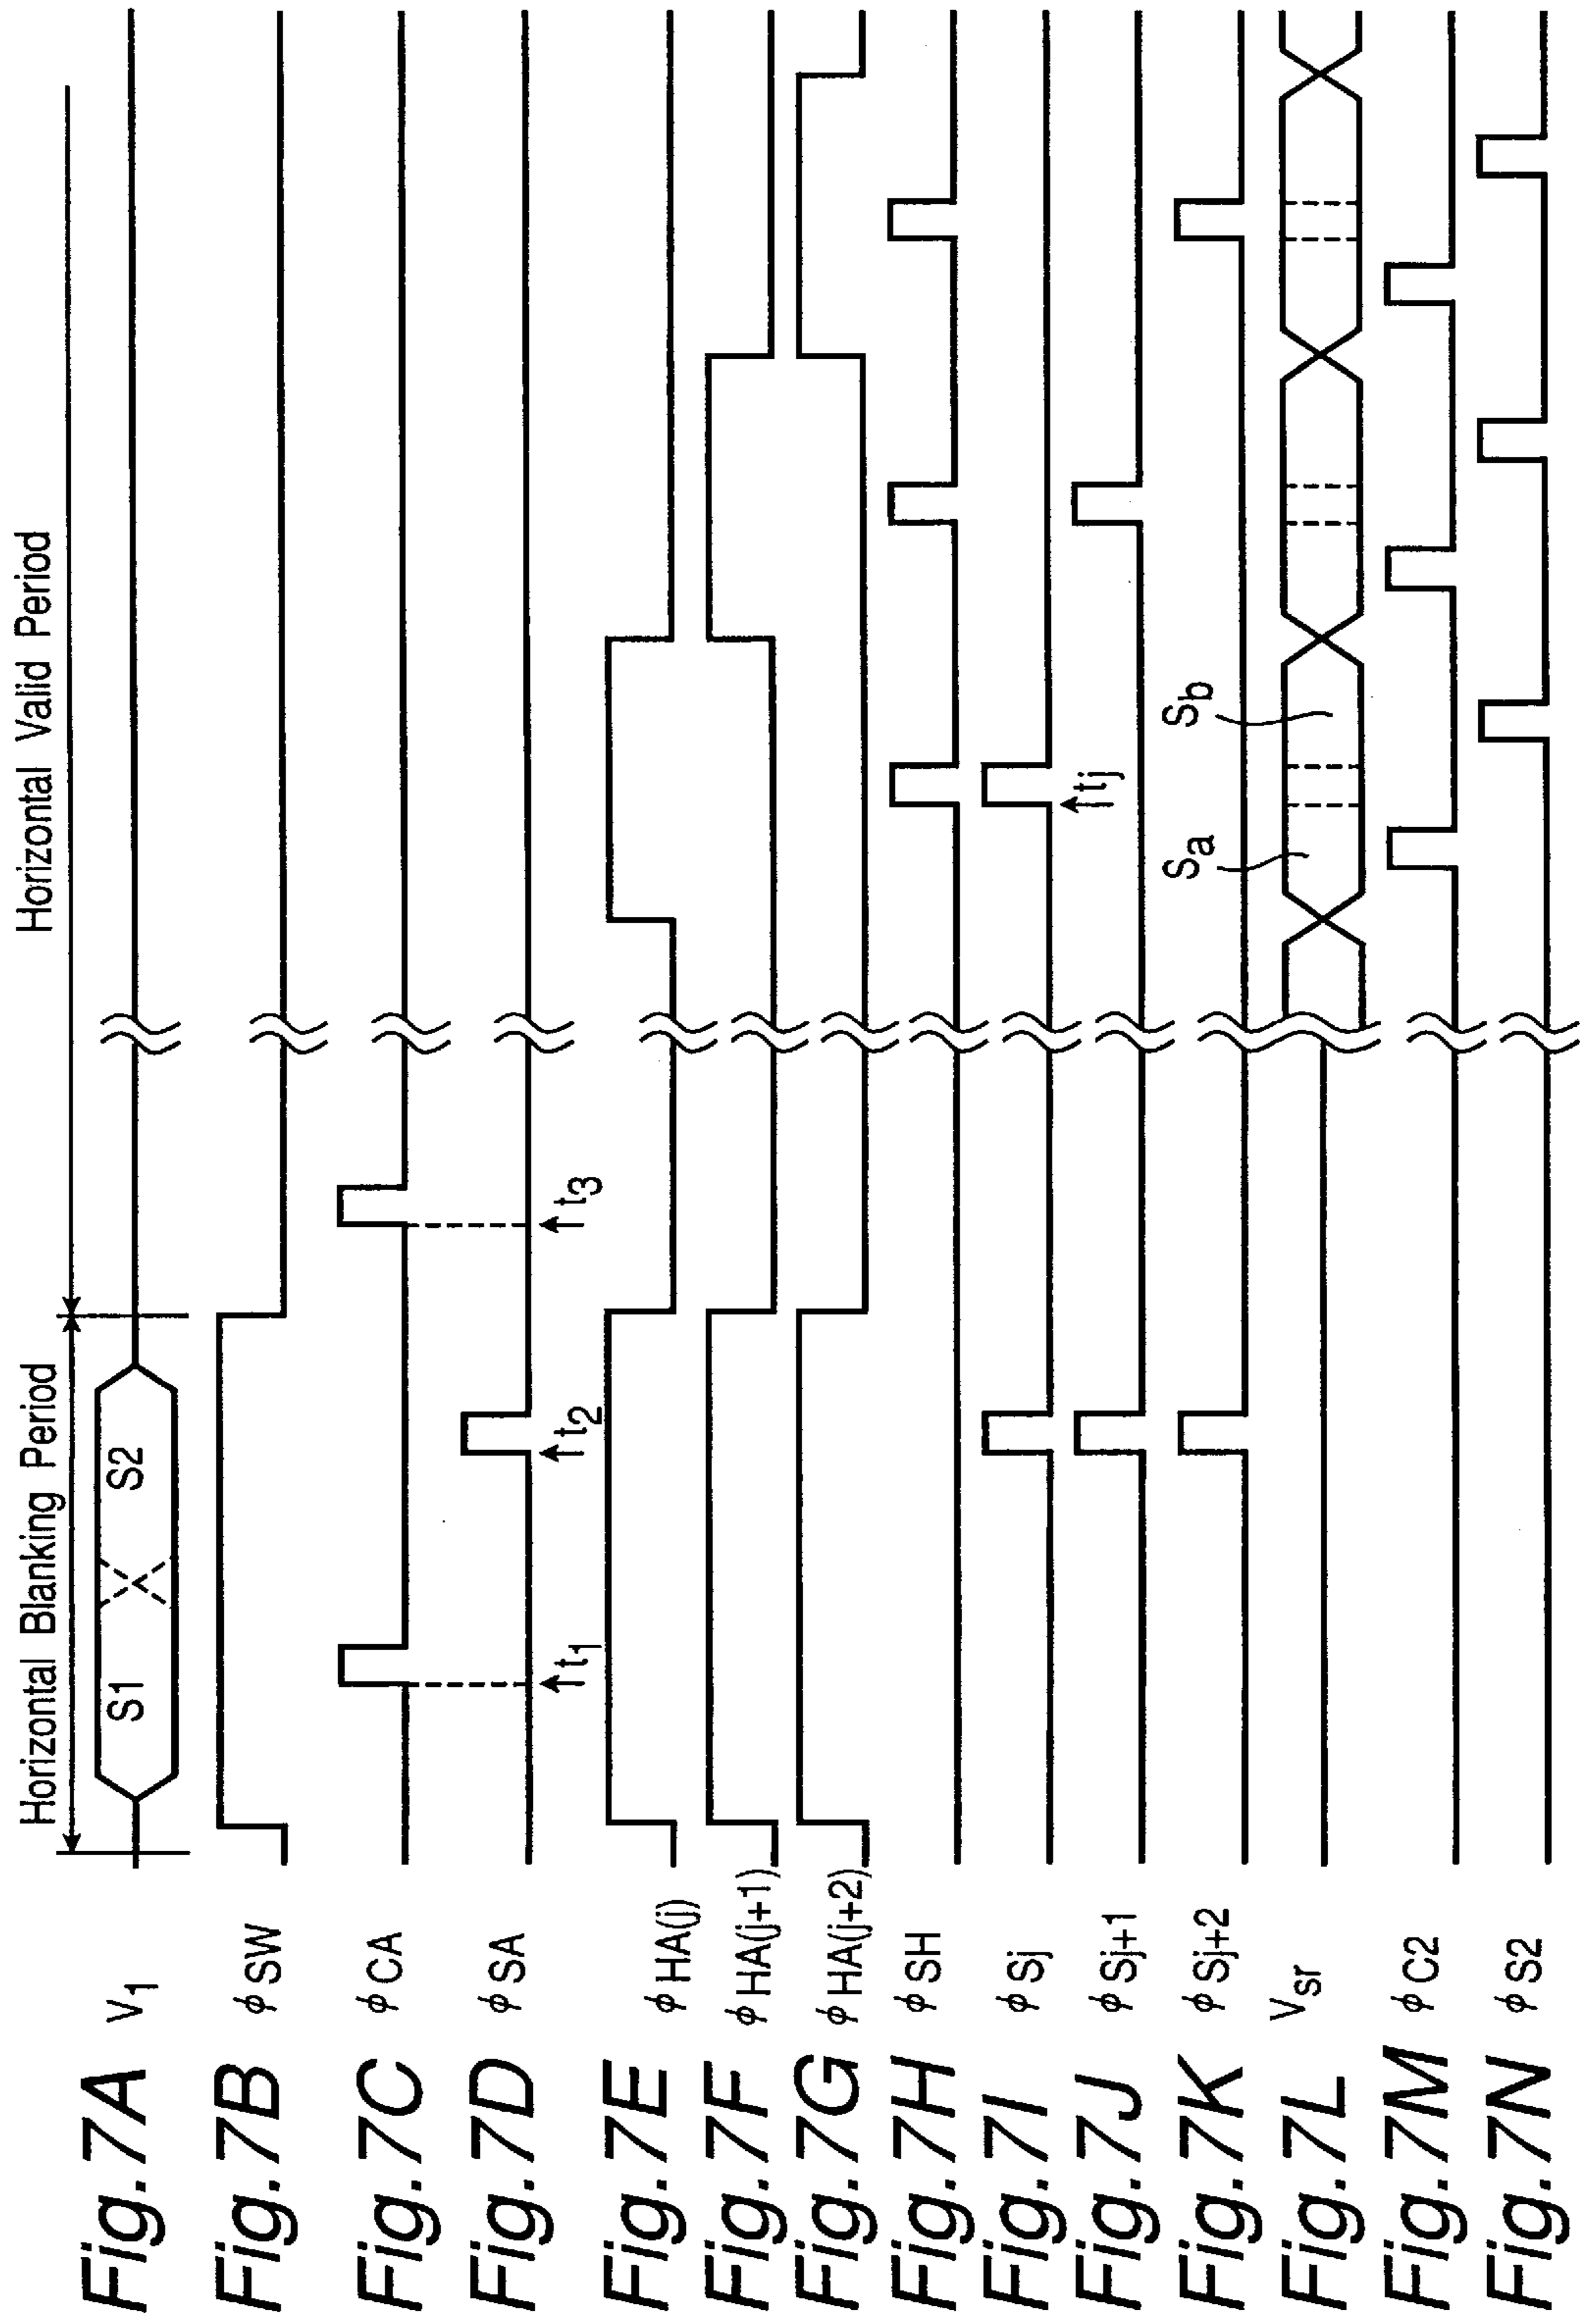 Horizontal Blanking Period Horizontal Valid Period
Fig.7A V1 S1 S2
Fig.7B φSW
Fig.7C φCA
Fig.7D φSA t1 t2 t3
Fig.7E φHA(j)
Fig.7F φHA(j+1)
Fig.7G φHA(j+2)
Fig.7H φSH
Fig.7I φSj tj
Fig.7J φSj+1
Fig.7K φSj+2
Fig.7L Vsr Sa Sb
Fig.7M φC2
Fig.7N φS2